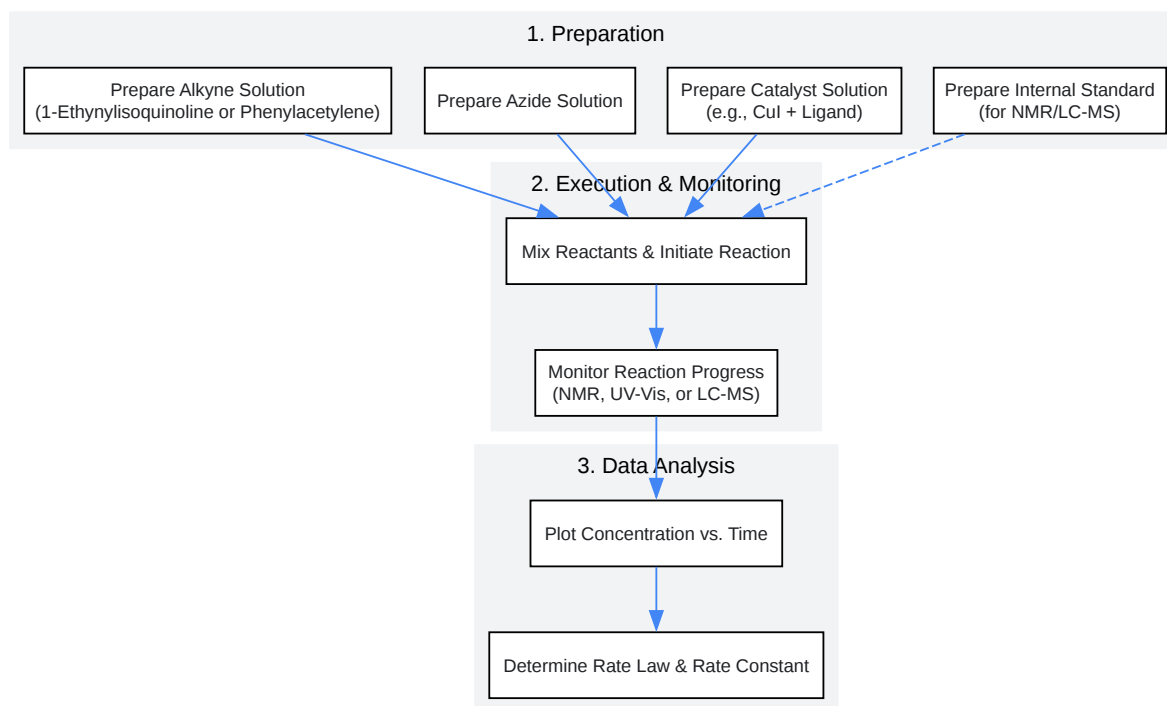 1. Preparation
Prepare Alkyne Solution
(1-Ethynylisoquinoline or Phenylacetylene)
Prepare Azide Solution
Prepare Catalyst Solution
(e.g., CuI + Ligand)
Prepare Internal Standard
(for NMR/LC-MS)
2. Execution & Monitoring
Mix Reactants & Initiate Reaction
Monitor Reaction Progress
(NMR, UV-Vis, or LC-MS)
3. Data Analysis
Plot Concentration vs. Time
Determine Rate Law & Rate Constant